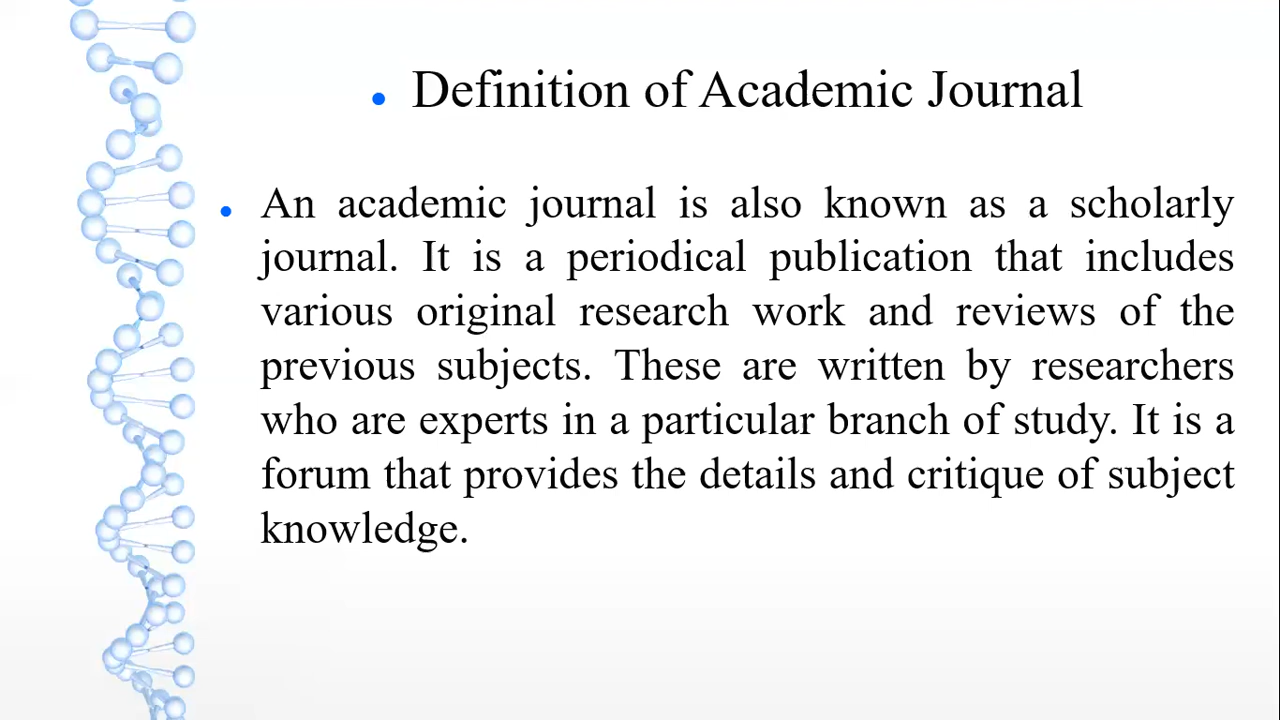 Definition of Academic Journal
An academic journal is also known as a scholarly
journal. It is a periodical publication that includes
various original research work and reviews of the
previous subjects. These are written by researchers
who are experts in a particular branch of study. It is a
forum that provides the details and critique of subject
knowledge.